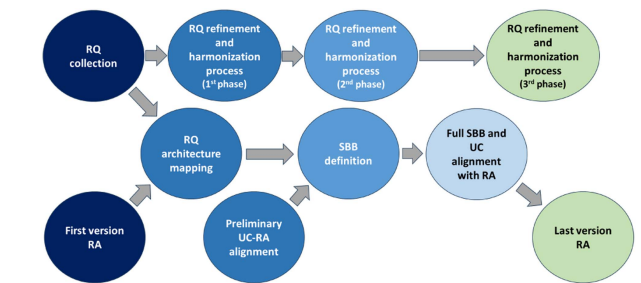 RQ
collection
RQ refinement
and
harmonization
process
(1st phase)
RQ refinement
and
harmonization
process
(2nd phase)
RQ refinement
and
harmonization
process
(3rd phase)
RQ
architecture
mapping
SBB
definition
Full SBB and
UC
alignment
with RA
First version
RA
Preliminary
UC-RA
alignment
Last version
RA